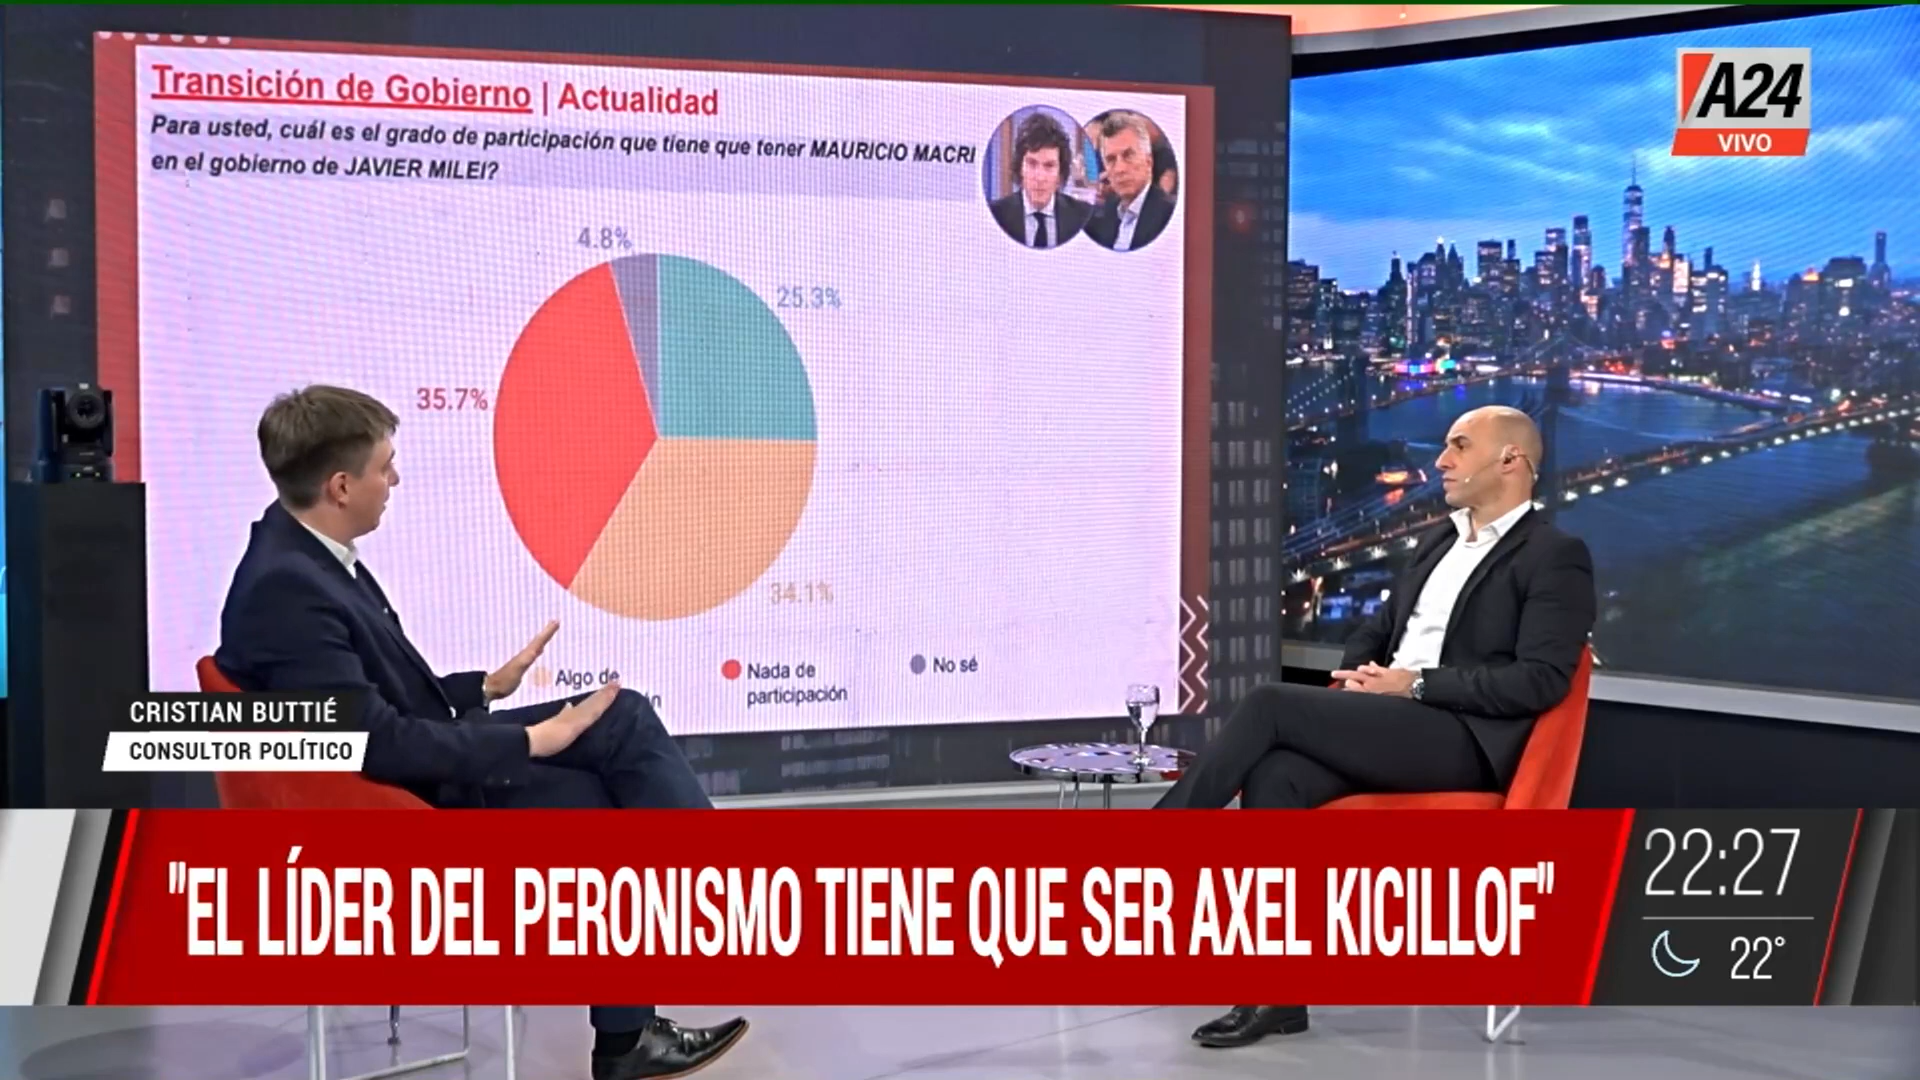 Transición de Gobierno | Actualidad
Para usted, cuál es el grado de participación que tiene que tener MAURICIO MACRI
en el gobierno de JAVIER MILEI?
A24
VIVO
4.8%
25.3%
35.7%
34.1%
Algo de
Nada de
participación
No sé
CRISTIAN BUTTIÉ
CONSULTOR POLÍTICO
"EL LÍDER DEL PERONISMO TIENE QUE SER AXEL KICILLOF"
22:27
22°